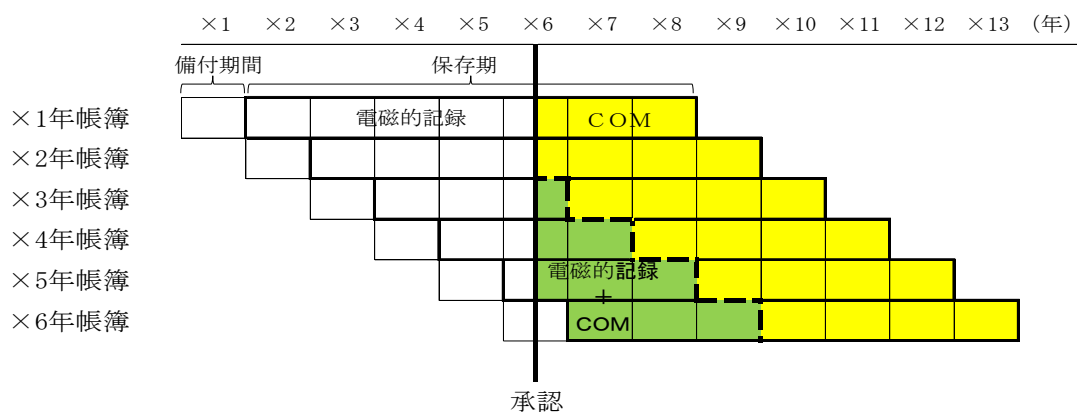 ×1 ×2 ×3 ×4 ×5 ×6 ×7 ×8 ×9 ×10 ×11 ×12 ×13 (年)
備付期間 保存期
×1年帳簿 電磁的記録 COM
×2年帳簿
×3年帳簿
×4年帳簿
×5年帳簿 電磁的記録
+
×6年帳簿 COM
承認